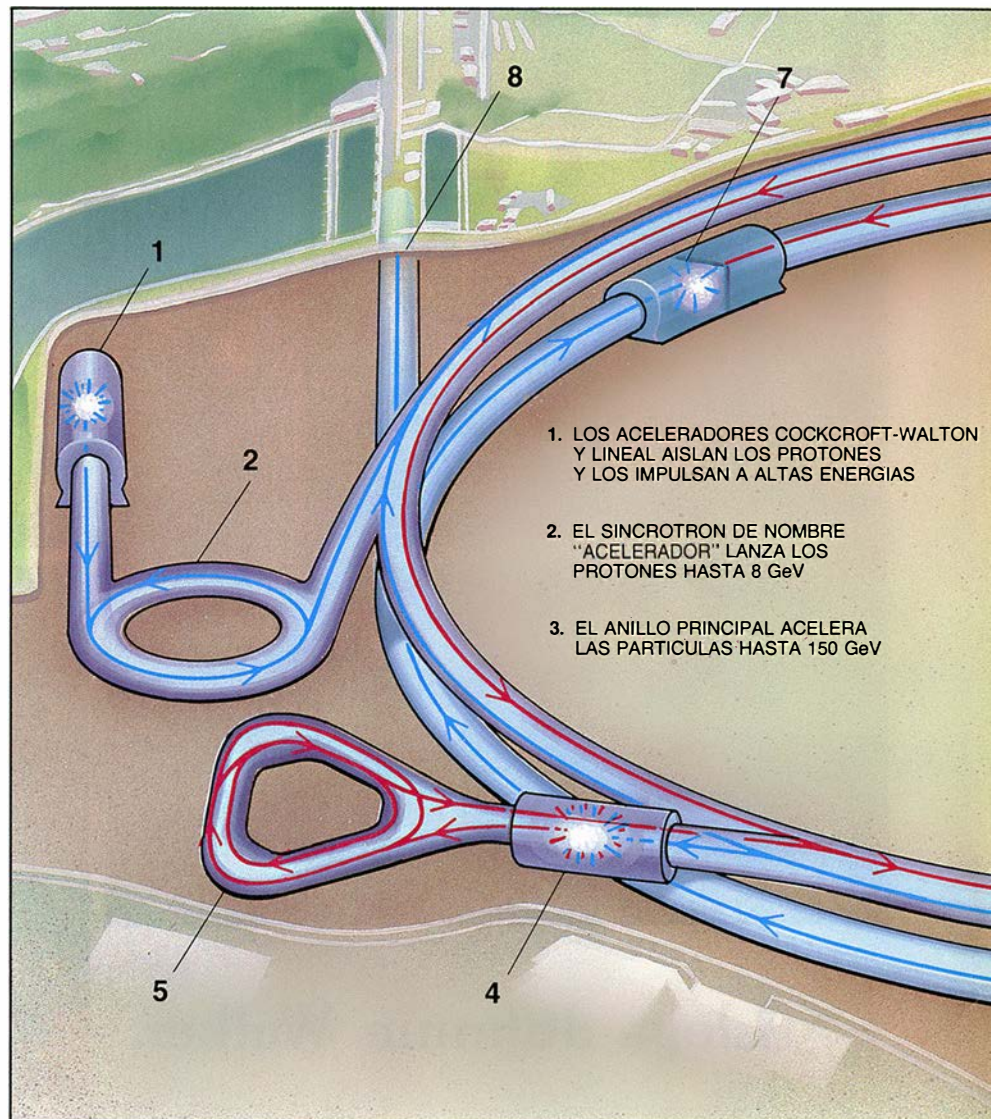 8
7
1
2
1. LOS ACELERADORES COCKCROFT-WALTON
Y LINEAL AISLAN LOS PROTONES
Y LOS IMPULSAN A ALTAS ENERGIAS
2. EL SINCROTRON DE NOMBRE
"ACELERADOR" LANZA LOS
PROTONES HASTA 8 GeV
3. EL ANILLO PRINCIPAL ACELERA
LAS PARTICULAS HASTA 150 GeV
5
4